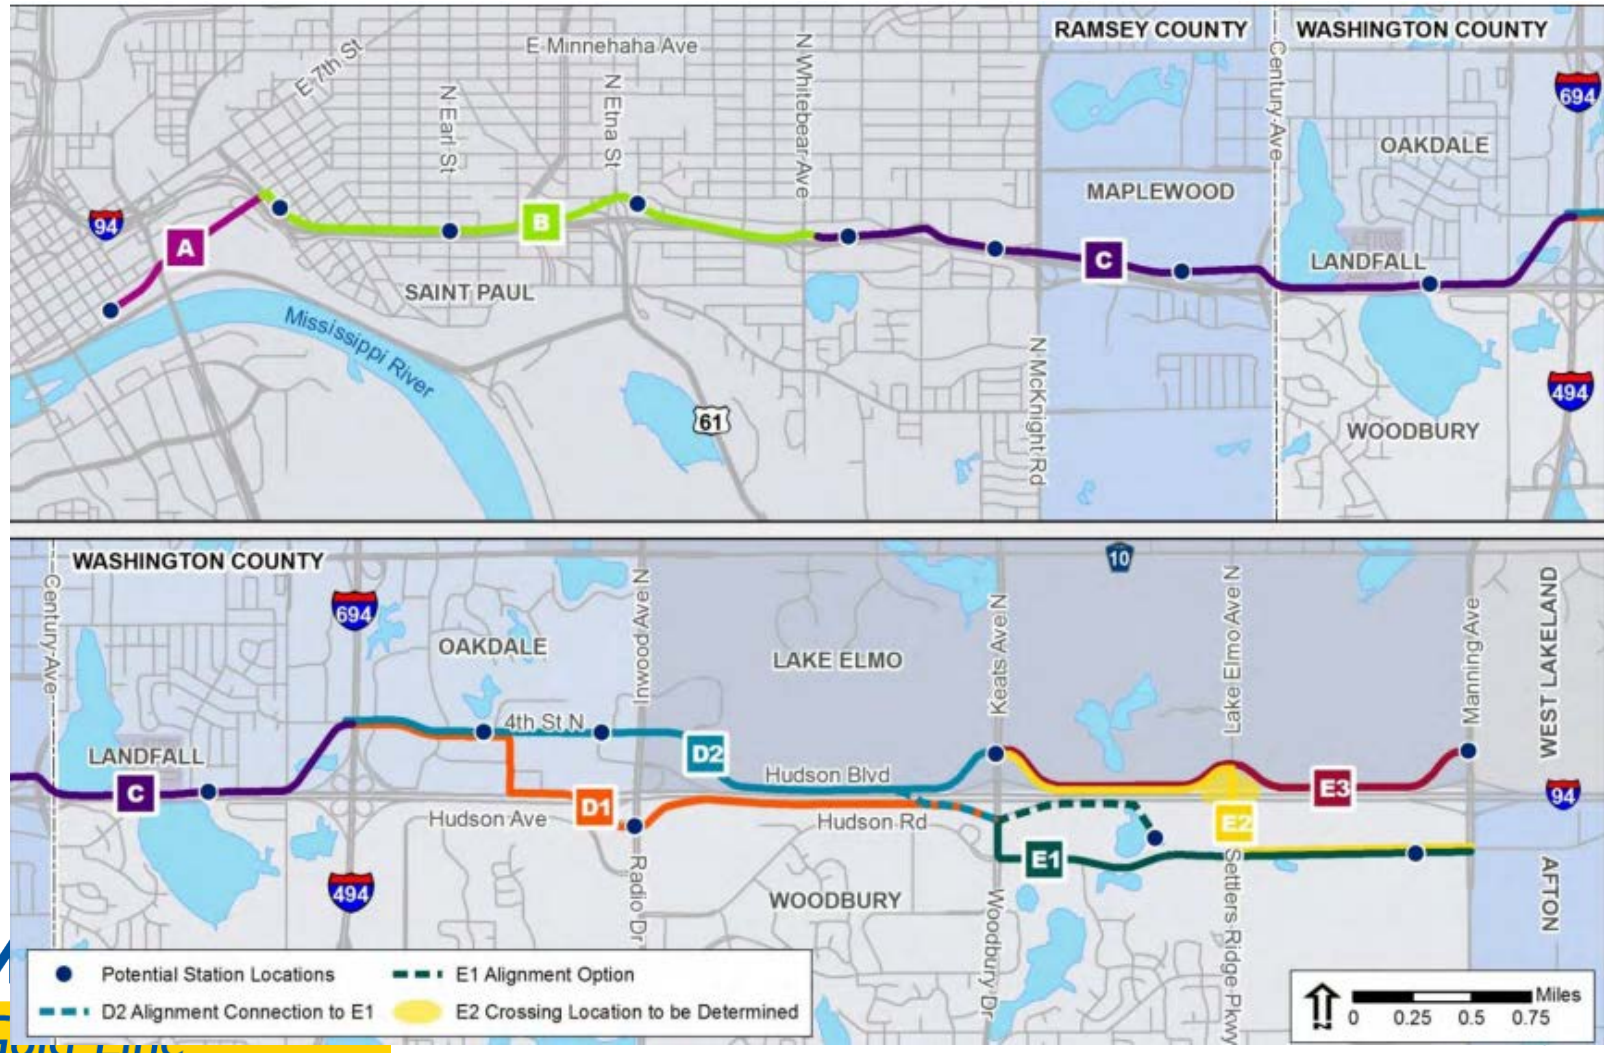 RAMSEY COUNTY
WASHINGTON COUNTY
E 7th St
E Minnehaha Ave
N Earl St
N Etna St
N Whitebear Ave
Century Ave
694
OAKDALE
MAPLEWOOD
94
A
B
C
LANDFALL
SAINT PAUL
Mississippi River
N McKnight Rd
61
494
WOODBURY
WASHINGTON COUNTY
Century Ave
694
OAKDALE
Inwood Ave N
LAKE ELMO
Keats Ave N
10
Lake Elmo Ave N
Manning Ave
WEST LAKELAND
LANDFALL
C
4th St N
D2
Hudson Blvd
E3
94
D1
Hudson Ave
Hudson Rd
E2
E1
494
Radio Dr
WOODBURY
Woodbury Dr
Settlers Ridge Pkwy
AFTON
Potential Station Locations
E1 Alignment Option
D2 Alignment Connection to E1
E2 Crossing Location to be Determined
N
Miles
0 0.25 0.5 0.75